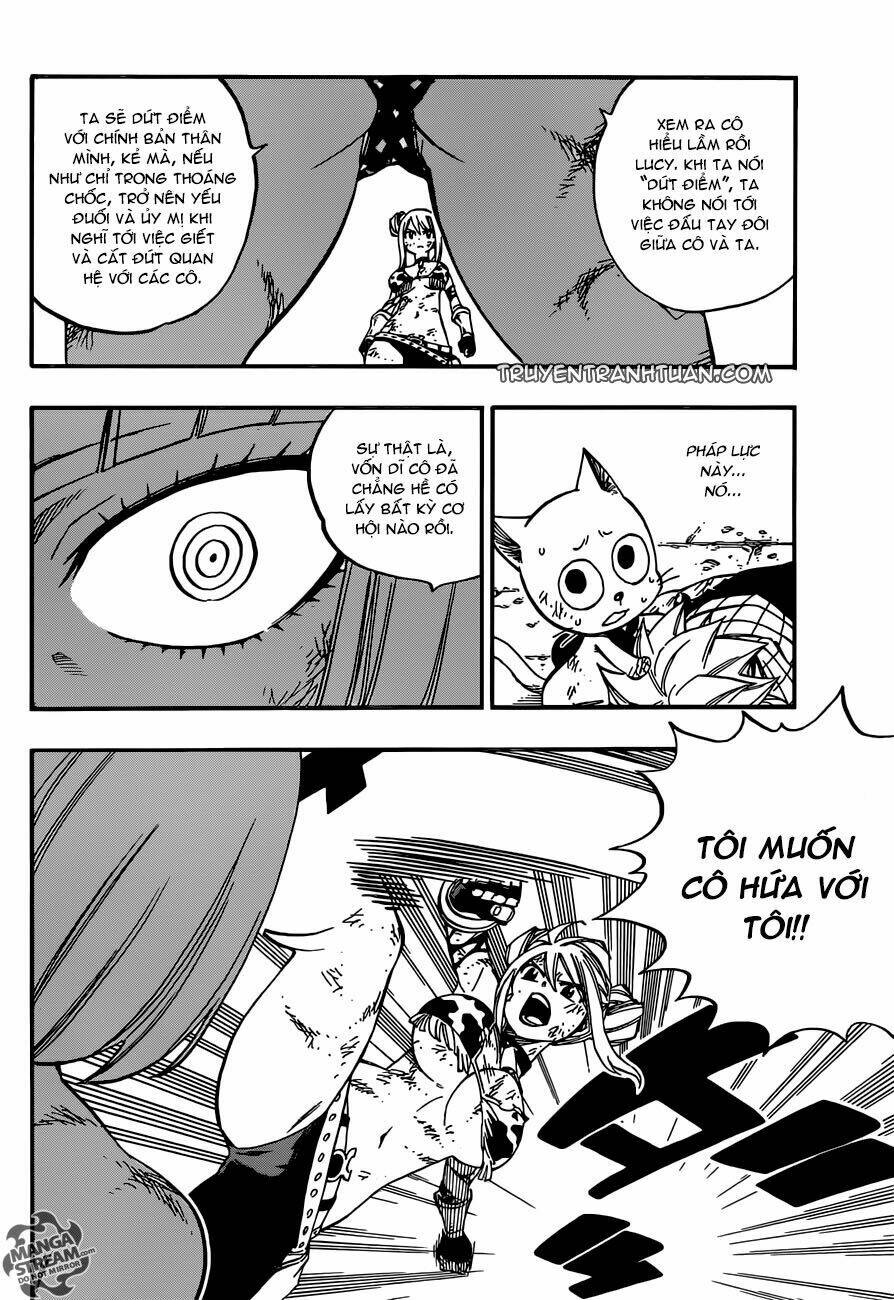 XEM RA CÔ
HIỂU LẦM RỒI
LUCY. KHI TA NÓI
"DỨT ĐIỂM", TA
KHÔNG NÓI TỚI
VIỆC ĐẤU TAY ĐÔI
GIỮA CÔ VÀ TA.
TA SẼ DỨT ĐIỂM
VỚI CHÍNH BẢN THÂN
MÌNH, KẺ MÀ, NẾU
NHƯ CHỈ TRONG THOÁNG
CHỐC, TRỞ NÊN YẾU
ĐUỐI VÀ ỦY MỊ KHI
NGHĨ TỚI VIỆC GIẾT
VÀ CẮT ĐỨT QUAN
HỆ VỚI CÁC CÔ.
TRUYENTRANHTUAN.COM
PHÁP LỰC
NÀY...
NÓ...
SỰ THẬT LÀ,
VỐN DĨ CÔ ĐÃ
CHẲNG HỀ CÓ
LẤY BẤT KỲ CƠ
HỘI NÀO RỒI.
TÔI MUỐN
CÔ HỨA VỚI
TÔI!!
MANGA
STREAM.com
DO NOT MIRROR!